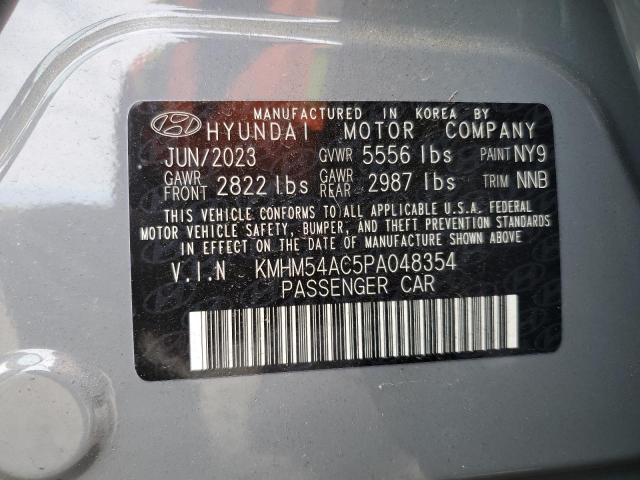 MANUFACTURED IN KOREA BY
HYUNDAI MOTOR COMPANY
JUN/2023 GVWR 5556 lbs PAINT NY9
GAWR FRONT 2822 lbs GAWR REAR 2987 lbs TRIM NNB
THIS VEHICLE CONFORMS TO ALL APPLICABLE U.S.A. FEDERAL
MOTOR VEHICLE SAFETY, BUMPER, AND THEFT PREVENTION STANDARDS
IN EFFECT ON THE DATE OF MANUFACTURE SHOWN ABOVE.
V.I.N KMHM54AC5PA048354
PASSENGER CAR